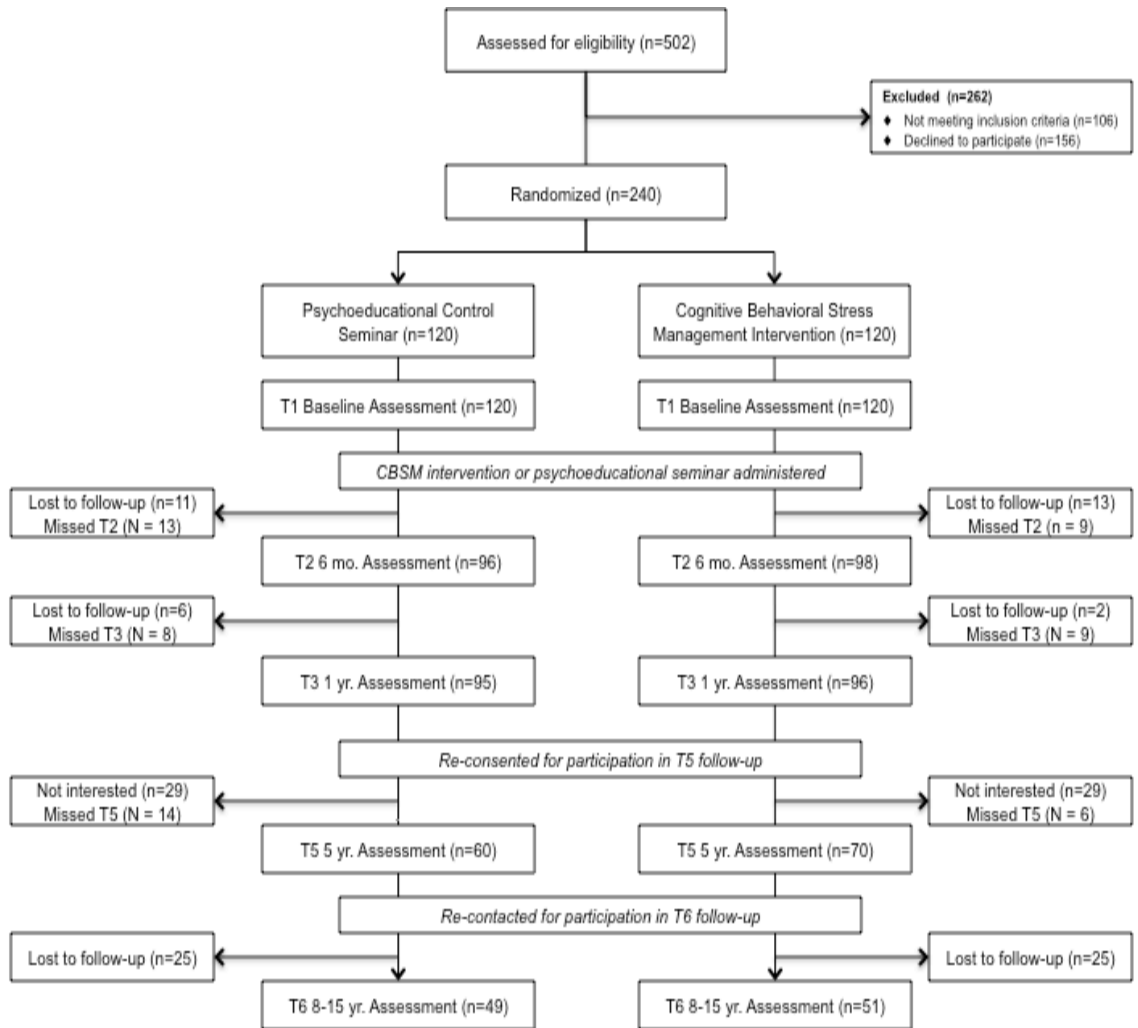 Assessed for eligibility (n=502)
Excluded (n=262)
♦ Not meeting inclusion criteria (n=106)
♦ Declined to participate (n=156)
Randomized (n=240)
Psychoeducational Control
Seminar (n=120)
Cognitive Behavioral Stress
Management Intervention (n=120)
T1 Baseline Assessment (n=120)
T1 Baseline Assessment (n=120)
CBSM intervention or psychoeducational seminar administered
Lost to follow-up (n=11)
Missed T2 (N = 13)
Lost to follow-up (n=13)
Missed T2 (n = 9)
T2 6 mo. Assessment (n=96)
T2 6 mo. Assessment (n=98)
Lost to follow-up (n=6)
Missed T3 (N = 8)
Lost to follow-up (n=2)
Missed T3 (N = 9)
T3 1 yr. Assessment (n=95)
T3 1 yr. Assessment (n=96)
Re-consented for participation in T5 follow-up
Not interested (n=29)
Missed T5 (N = 14)
Not interested (n=29)
Missed T5 (N = 6)
T5 5 yr. Assessment (n=60)
T5 5 yr. Assessment (n=70)
Re-contacted for participation in T6 follow-up
Lost to follow-up (n=25)
Lost to follow-up (n=25)
T6 8-15 yr. Assessment (n=49)
T6 8-15 yr. Assessment (n=51)